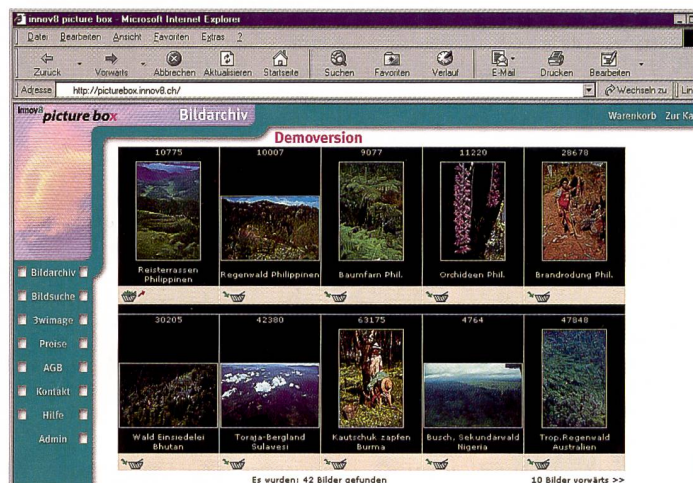 innov8 picture box - Microsoft Internet Explorer
Datei Bearbeiten Ansicht Favoriten Extras ?
Zurück Vorwärts Abbrechen Aktualisieren Startseite Suchen Favoriten Verlauf E-Mail Drucken Bearbeiten
Adresse http://picturebox.innov8.ch/ Wechseln zu
innov8 picture box Bildarchiv Warenkorb Zur
Demoversion
10775 10007 9077 11220 28678
Reisterrassen Philippinen
Regenwald Philippinen
Baumfarn Phil.
Orchideen Phil.
Brandrodung Phil.
30205 42380 63175 4764 47848
Wald Einsiedelei Bhutan
Toraja-Bergland Sulavesi
Kautschuk zapfen Burma
Busch, Sekundärwald Nigeria
Trop.Regenwald Australien
Bildarchiv
Bildsuche
3wimage
Preise
AGB
Kontakt
Hilfe
Admin
Es wurden: 42 Bilder gefunden 10 Bilder vorwärts >>